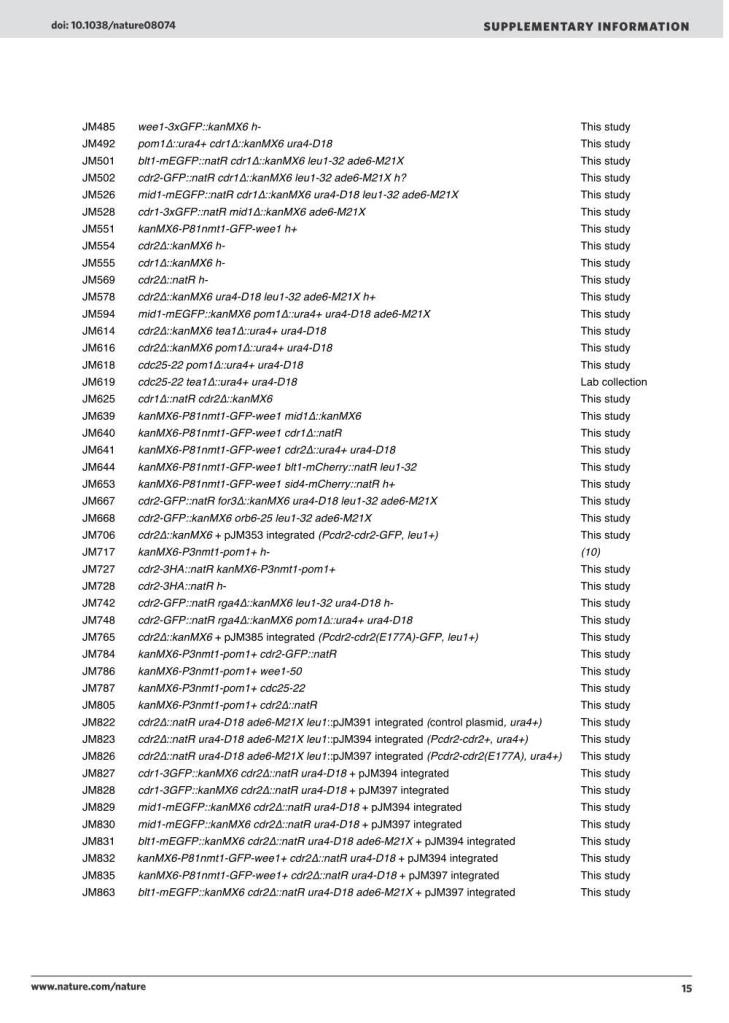 doi: 10.1038/nature08074
SUPPLEMENTARY INFORMATION
JM485 wee1-3xGFP::kanMX6 h- This study
JM492 pom1Δ::ura4+ cdr1Δ::kanMX6 ura4-D18 This study
JM501 blt1-mEGFP::natR cdr1Δ::kanMX6 leu1-32 ade6-M21X This study
JM502 cdr2-GFP::natR cdr1Δ::kanMX6 leu1-32 ade6-M21X h? This study
JM526 mid1-mEGFP::natR cdr1Δ::kanMX6 ura4-D18 leu1-32 ade6-M21X This study
JM528 cdr1-3xGFP::natR mid1Δ::kanMX6 ade6-M21X This study
JM551 kanMX6-P81nmt1-GFP-wee1 h+ This study
JM554 cdr2Δ::kanMX6 h- This study
JM555 cdr1Δ::kanMX6 h- This study
JM569 cdr2Δ::natR h- This study
JM578 cdr2Δ::kanMX6 ura4-D18 leu1-32 ade6-M21X h+ This study
JM594 mid1-mEGFP::kanMX6 pom1Δ::ura4+ ura4-D18 ade6-M21X This study
JM614 cdr2Δ::kanMX6 tea1Δ::ura4+ ura4-D18 This study
JM616 cdr2Δ::kanMX6 pom1Δ::ura4+ ura4-D18 This study
JM618 cdc25-22 pom1Δ::ura4+ ura4-D18 This study
JM619 cdc25-22 tea1Δ::ura4+ ura4-D18 Lab collection
JM625 cdr1Δ::natR cdr2Δ::kanMX6 This study
JM639 kanMX6-P81nmt1-GFP-wee1 mid1Δ::kanMX6 This study
JM640 kanMX6-P81nmt1-GFP-wee1 cdr1Δ::natR This study
JM641 kanMX6-P81nmt1-GFP-wee1 cdr2Δ::ura4+ ura4-D18 This study
JM644 kanMX6-P81nmt1-GFP-wee1 blt1-mCherry::natR leu1-32 This study
JM653 kanMX6-P81nmt1-GFP-wee1 sid4-mCherry::natR h+ This study
JM667 cdr2-GFP::natR for3Δ::kanMX6 ura4-D18 leu1-32 ade6-M21X This study
JM668 cdr2-GFP::kanMX6 orb6-25 leu1-32 ade6-M21X This study
JM706 cdr2Δ::kanMX6 + pJM353 integrated (Pcdr2-cdr2-GFP, leu1+) This study
JM717 kanMX6-P3nmt1-pom1+ h- (10)
JM727 cdr2-3HA::natR kanMX6-P3nmt1-pom1+ This study
JM728 cdr2-3HA::natR h- This study
JM742 cdr2-GFP::natR rga4Δ::kanMX6 leu1-32 ura4-D18 h- This study
JM748 cdr2-GFP::natR rga4Δ::kanMX6 pom1Δ::ura4+ ura4-D18 This study
JM765 cdr2Δ::kanMX6 + pJM385 integrated (Pcdr2-cdr2(E177A)-GFP, leu1+) This study
JM784 kanMX6-P3nmt1-pom1+ cdr2-GFP::natR This study
JM786 kanMX6-P3nmt1-pom1+ wee1-50 This study
JM787 kanMX6-P3nmt1-pom1+ cdc25-22 This study
JM805 kanMX6-P3nmt1-pom1+ cdr2Δ::natR This study
JM822 cdr2Δ::natR ura4-D18 ade6-M21X leu1::pJM391 integrated (control plasmid, ura4+) This study
JM823 cdr2Δ::natR ura4-D18 ade6-M21X leu1::pJM394 integrated (Pcdr2-cdr2+, ura4+) This study
JM826 cdr2Δ::natR ura4-D18 ade6-M21X leu1::pJM397 integrated (Pcdr2-cdr2(E177A), ura4+) This study
JM827 cdr1-3GFP::kanMX6 cdr2Δ::natR ura4-D18 + pJM394 integrated This study
JM828 cdr1-3GFP::kanMX6 cdr2Δ::natR ura4-D18 + pJM397 integrated This study
JM829 mid1-mEGFP::kanMX6 cdr2Δ::natR ura4-D18 + pJM394 integrated This study
JM830 mid1-mEGFP::kanMX6 cdr2Δ::natR ura4-D18 + pJM397 integrated This study
JM831 blt1-mEGFP::kanMX6 cdr2Δ::natR ura4-D18 ade6-M21X + pJM394 integrated This study
JM832 kanMX6-P81nmt1-GFP-wee1+ cdr2Δ::natR ura4-D18 + pJM394 integrated This study
JM835 kanMX6-P81nmt1-GFP-wee1+ cdr2Δ::natR ura4-D18 + pJM397 integrated This study
JM863 blt1-mEGFP::kanMX6 cdr2Δ::natR ura4-D18 ade6-M21X + pJM397 integrated This study
www.nature.com/nature
15